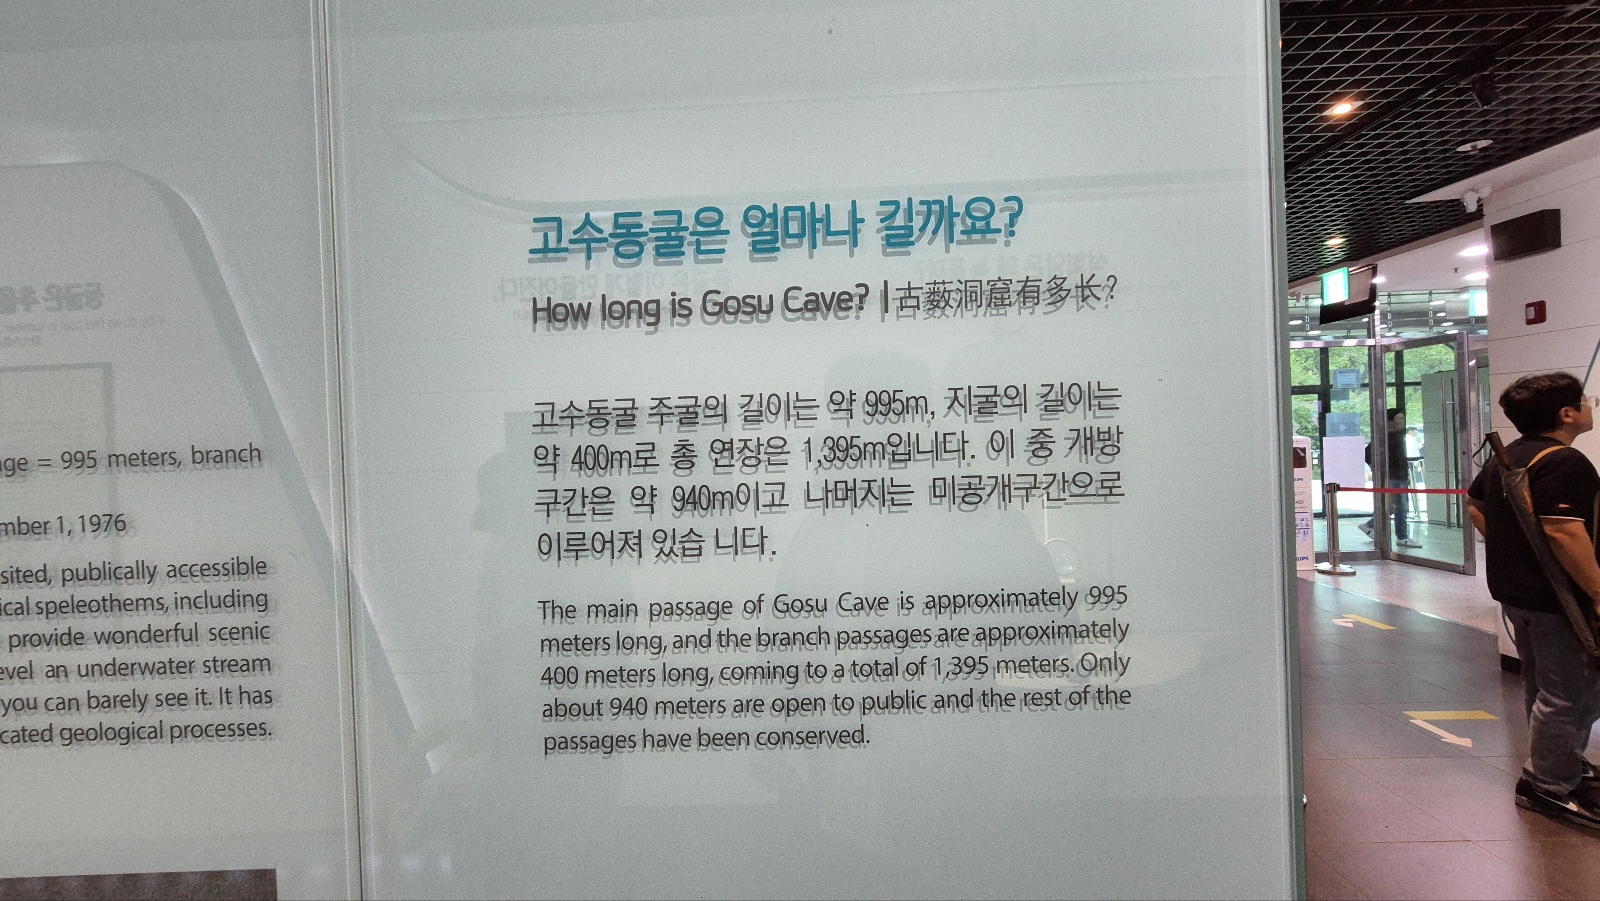 고수동굴은 얼마나 길까요?
How long is Gosu Cave? | 古薮洞窟有多长?
고수동굴 주굴의 길이는 약 995m, 지굴의 길이는
약 400m로 총 연장은 1,395m입니다. 이 중 개방
구간은 약 940m이고 나머지는 미공개구간으로
이루어져 있습 니다.
The main passage of Gosu Cave is approximately 995
meters long, and the branch passages are approximately
400 meters long, coming to a total of 1,395 meters. Only
about 940 meters are open to public and the rest of the
passages have been conserved.
= 995 meters, branch
1, 1976
publically accessible
speleothems, including
provide wonderful scenic
an underwater stream
you can barely see it. It has
geological processes.